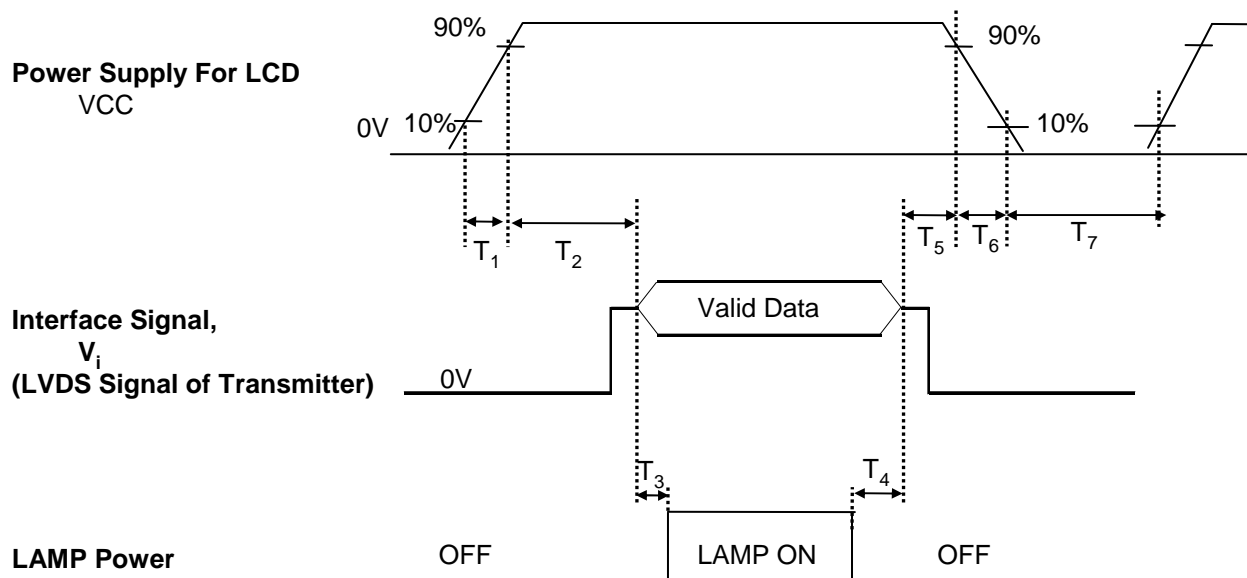 90%
90%
Power Supply For LCD
VCC
0V
10%
10%
T1
T2
T5
T6
T7
Valid Data
Interface Signal,
Vi
(LVDS Signal of Transmitter)
0V
T3
T4
LAMP Power
OFF
LAMP ON
OFF